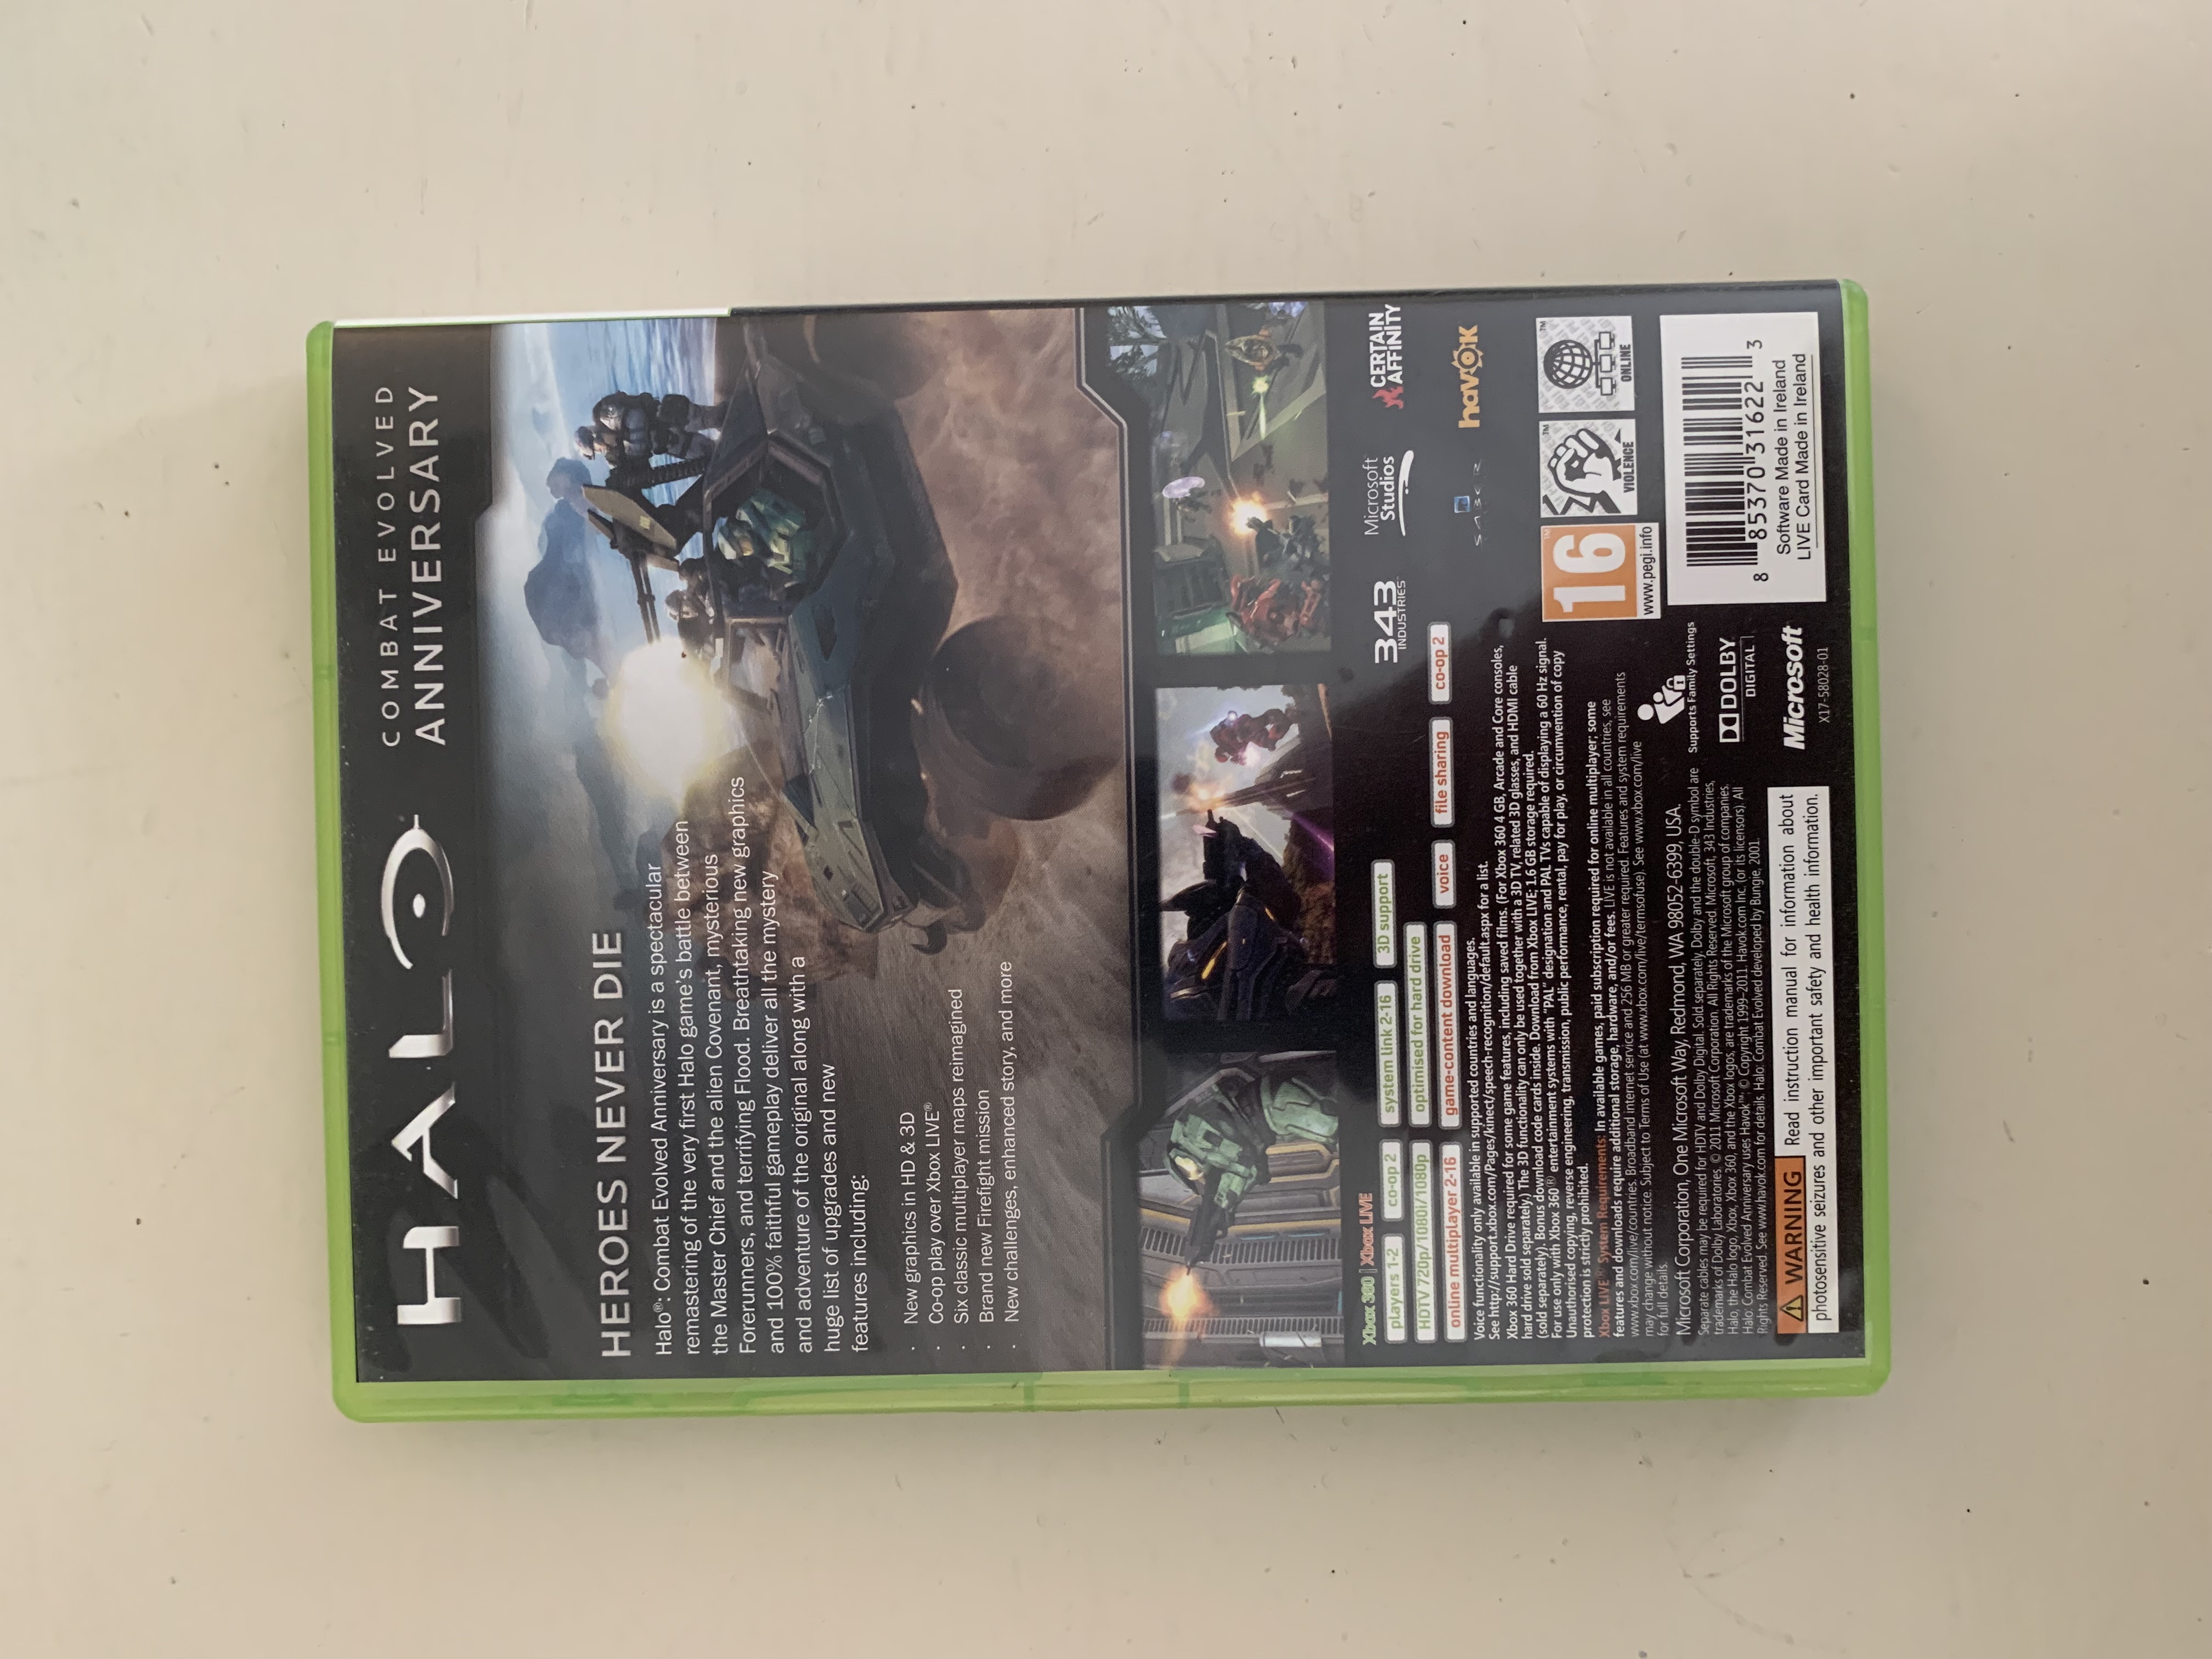 HALO
COMBAT EVOLVED
ANNIVERSARY
HEROES NEVER DIE
Halo®: Combat Evolved Anniversary is a spectacular
remastering of the very first Halo game's battle between
the Master Chief and the alien Covenant, mysterious
Forerunners, and terrifying Flood. Breathtaking new graphics
and 100% faithful gameplay deliver all the mystery
and adventure of the original along with a
huge list of upgrades and new
features including:
· New graphics in HD & 3D
· Co-op play over Xbox LIVE®
· Six classic multiplayer maps reimagined
· Brand new Firefight mission
· New challenges, enhanced story, and more
Xbox 360 | Xbox LIVE
players 1-2 co-op 2 system link 2-16 3D support
HDTV 720p/1080i/1080p optimised for hard drive
online multiplayer 2-16 game-content download voice file sharing co-op 2
343
INDUSTRIES™
Microsoft
Studios
CERTAIN
AFFINITY
SABER
havok
Voice functionality only available in supported countries and languages.
See http://support.xbox.com/Pages/kinect/speech-recognition/default.aspx for a list.
Xbox 360 Hard Drive required for some game features, including saved films. (For Xbox 360 4 GB, Arcade and Core consoles,
hard drive sold separately.) The 3D functionality can only be used together with a 3D TV, related 3D glasses, and HDMI cable
(sold separately). Bonus download code cards inside. Download from Xbox LIVE; 1.6 GB storage required.
For use only with Xbox 360® entertainment systems with "PAL" designation and PAL TVs capable of displaying a 60 Hz signal.
Unauthorised copying, reverse engineering, transmission, public performance, rental, pay for play, or circumvention of copy
protection is strictly prohibited.
Xbox LIVE® System Requirements: In available games, paid subscription required for online multiplayer; some
features and downloads require additional storage, hardware, and/or fees. LIVE is not available in all countries, see
www.xbox.com/live/countries. Broadband internet service and 256 MB or greater required. Features and system requirements
may change without notice. Subject to Terms of Use (at www.xbox.com/live/termsofuse). See www.xbox.com/live
for full details.
Microsoft Corporation, One Microsoft Way, Redmond, WA 98052-6399, USA.
Separate cables may be required for HDTV and Dolby Digital. Sold separately. Dolby and the double-D symbol are
trademarks of Dolby Laboratories. © 2011 Microsoft Corporation. All Rights Reserved. Microsoft, 343 Industries,
Halo, the Halo logo, Xbox, Xbox 360, and the Xbox logos, are trademarks of the Microsoft group of companies.
Halo: Combat Evolved Anniversary uses Havok™; © Copyright 1999–2011. Havok.com Inc. (or its licensors). All
Rights Reserved. See www.havok.com for details. Halo: Combat Evolved developed by Bungie, 2001.
WARNING Read instruction manual for information about
photosensitive seizures and other important safety and health information.
Supports Family Settings
DOLBY
DIGITAL
Microsoft
X17-58028-01
16
www.pegi.info
VIOLENCE
ONLINE
™
™
™
8 85370 31622 3
Software Made in Ireland
LIVE Card Made in Ireland